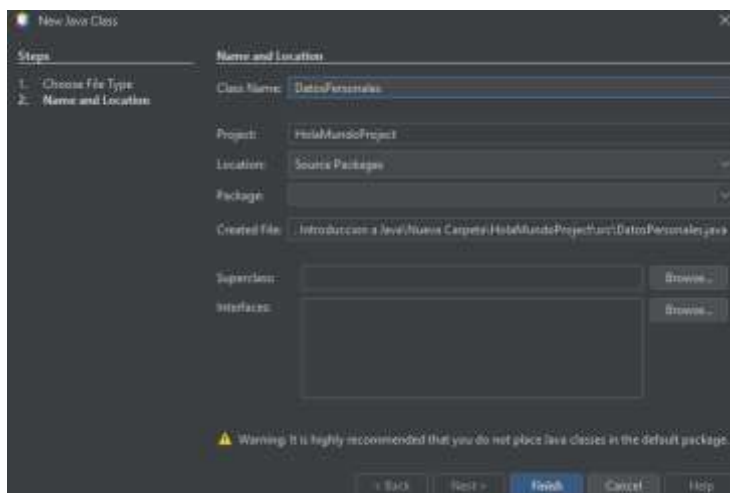 New Java Class
Steps
1. Choose File Type
2. Name and Location
Name and Location
Class Name: DatosPersonales
Project: HolaMundoProject
Location: Source Packages
Package:
Created File: Introduccion a Java\Nueva Carpeta\HolaMundoProject\src\DatosPersonales.java
Superclass:
Browse...
Interfaces:
Browse...
Warning: It is highly recommended that you do not place Java classes in the default package.
< Back Next > Finish Cancel Help